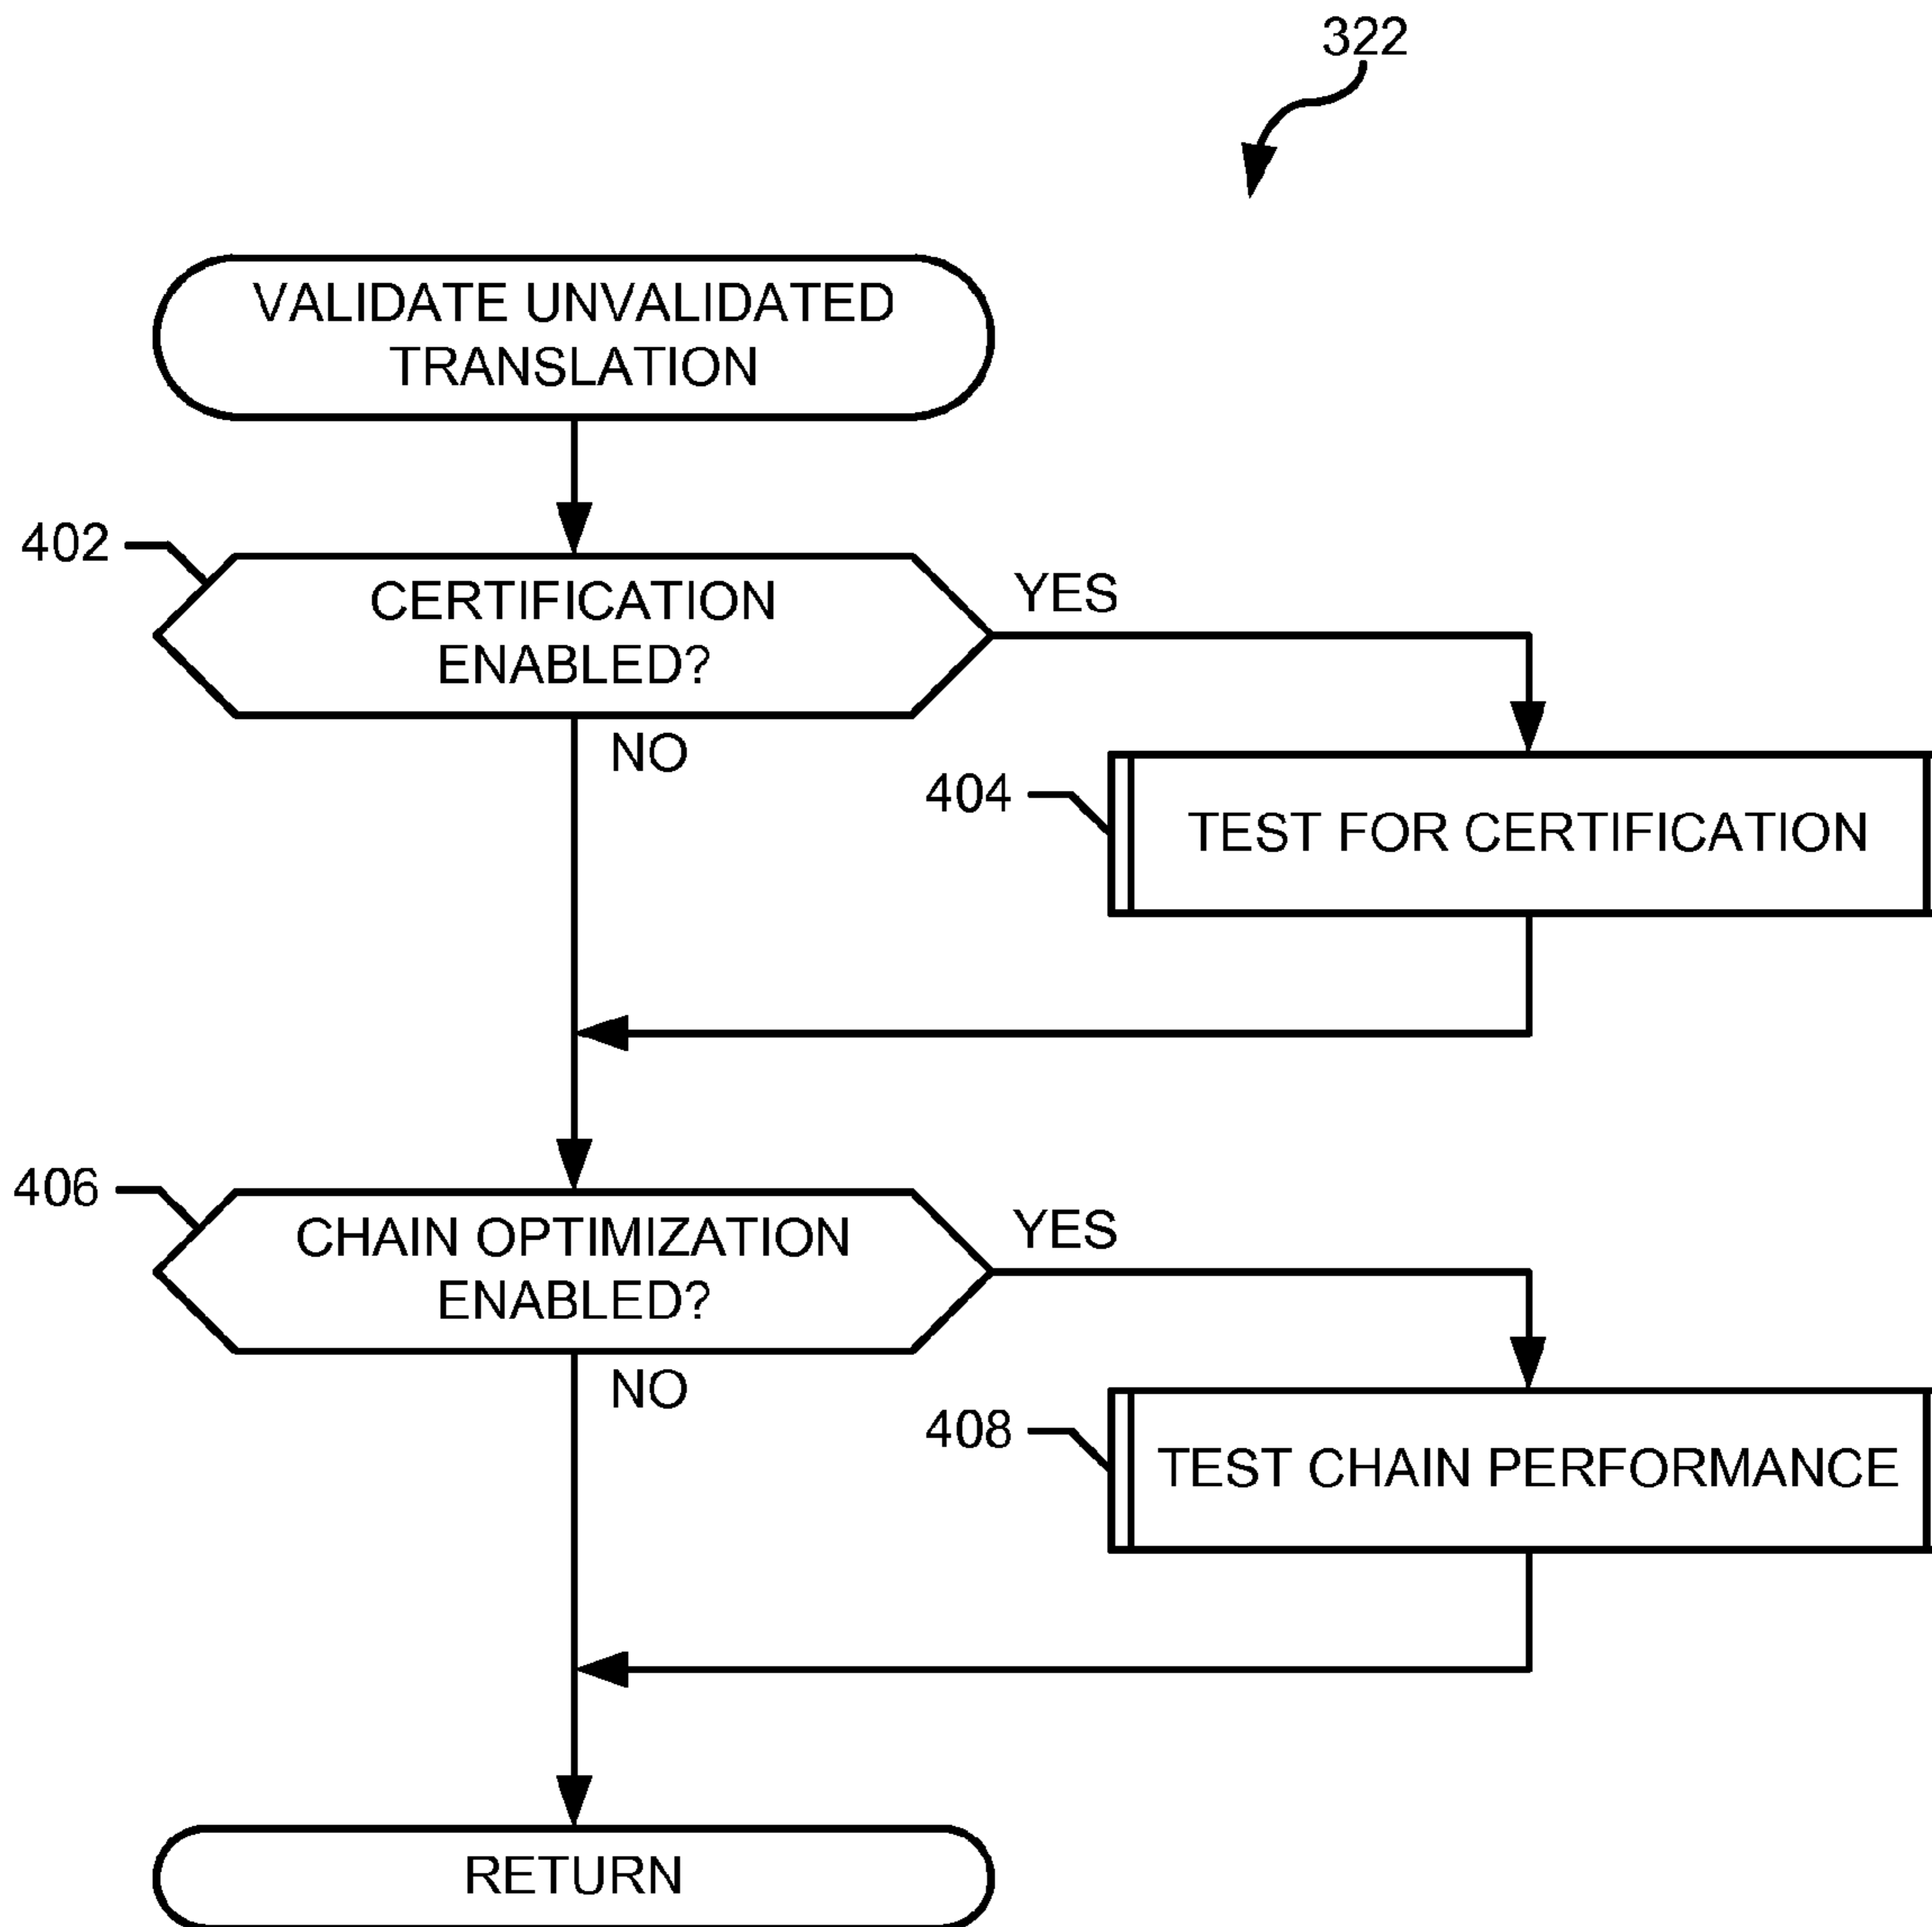 322
VALIDATE UNVALIDATED
TRANSLATION
402
CERTIFICATION
ENABLED?
YES
NO
404
TEST FOR CERTIFICATION
406
CHAIN OPTIMIZATION
ENABLED?
YES
NO
408
TEST CHAIN PERFORMANCE
RETURN